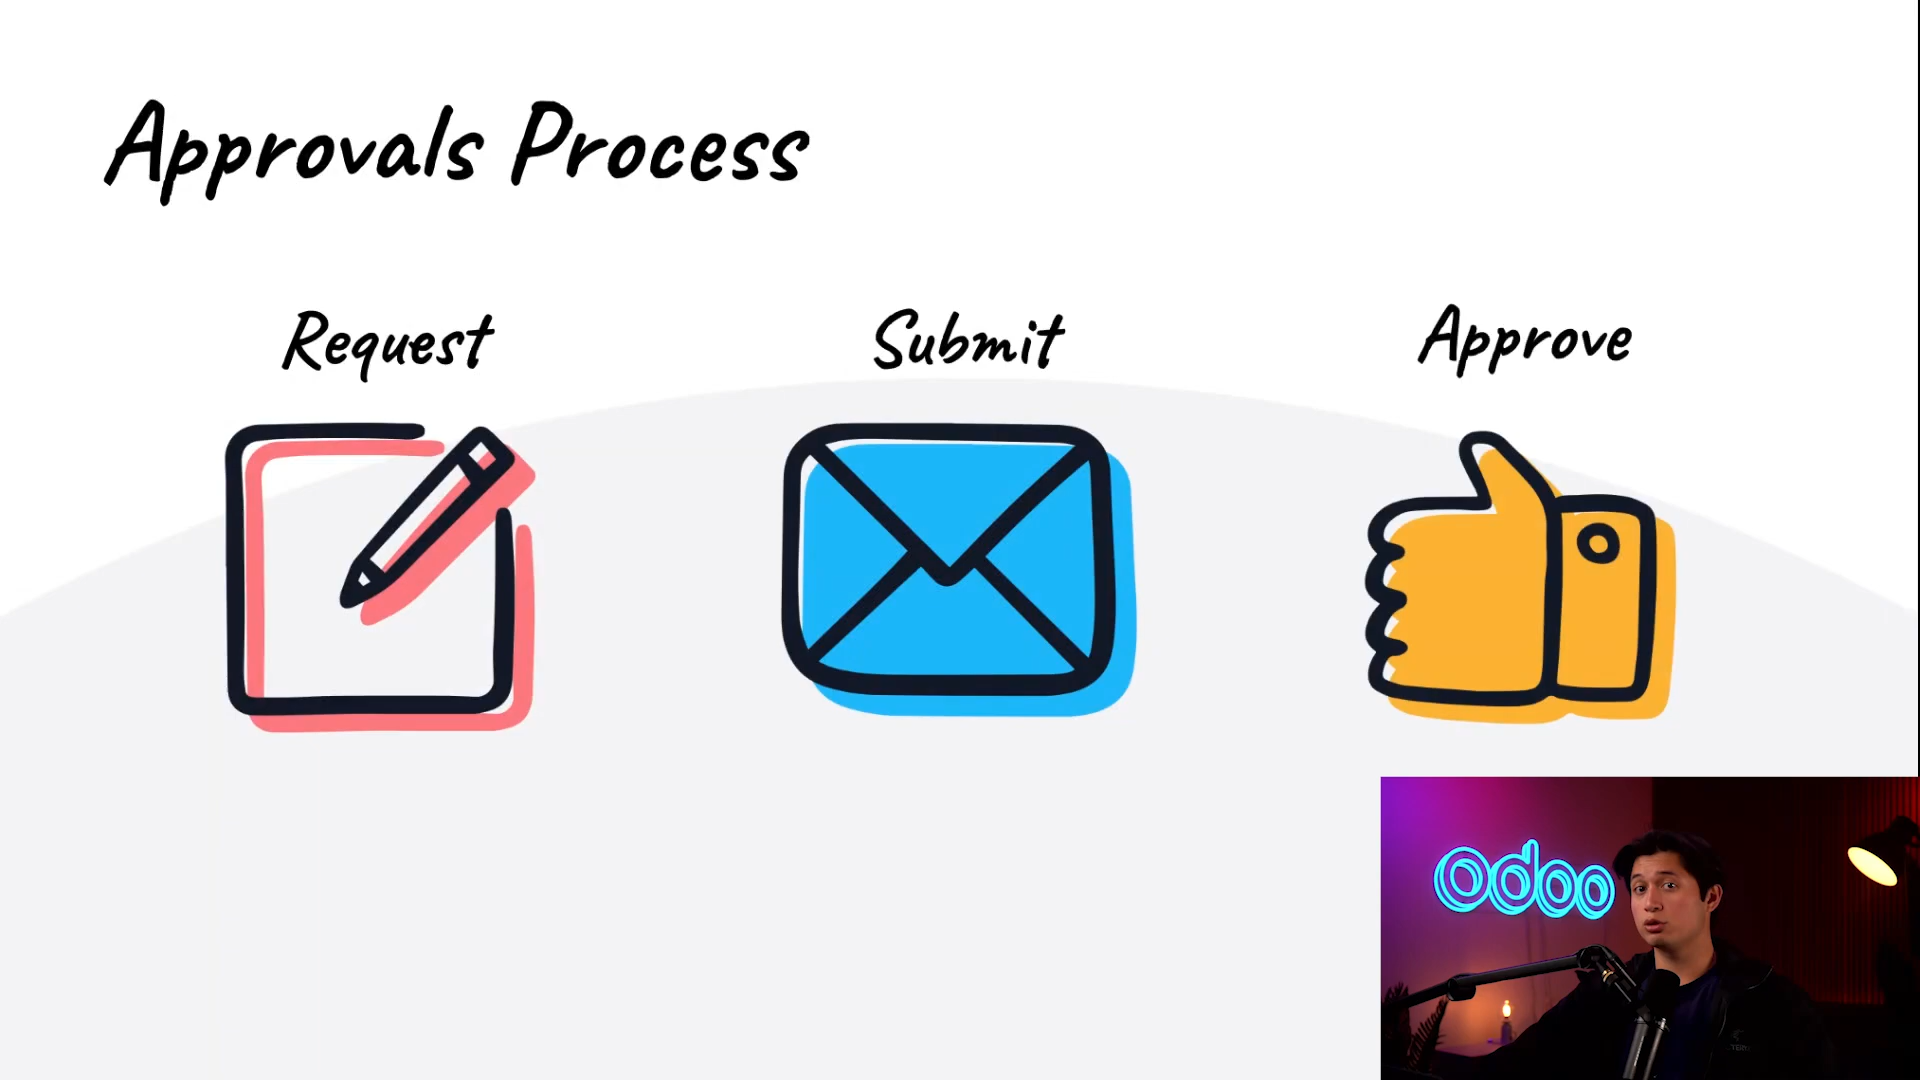 Approvals Process
Request
Submit
Approve
odoo